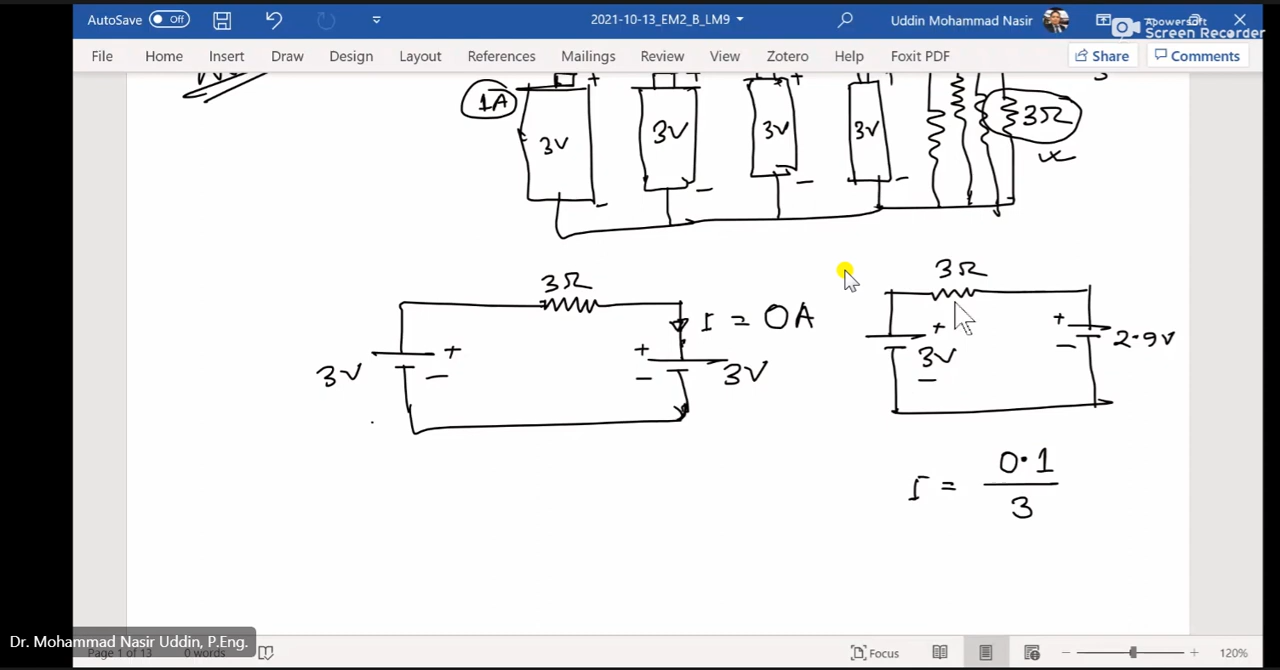 AutoSave Off 2021-10-13_EM2_B_LM9 Uddin Mohammad Nasir
Apowersoft
Screen Recorder
File Home Insert Draw Design Layout References Mailings Review View Zotero Help Foxit PDF Share Comments
1A + + +
3V 3V 3V 3V 3Ω
- - - -
3Ω I = 0A
3V + - + - 3V
3Ω
+ 3V - + - 2.9V
I = 0.1 / 3
Dr. Mohammad Nasir Uddin, P.Eng.
Page 1 of 13 0 words Focus 120%